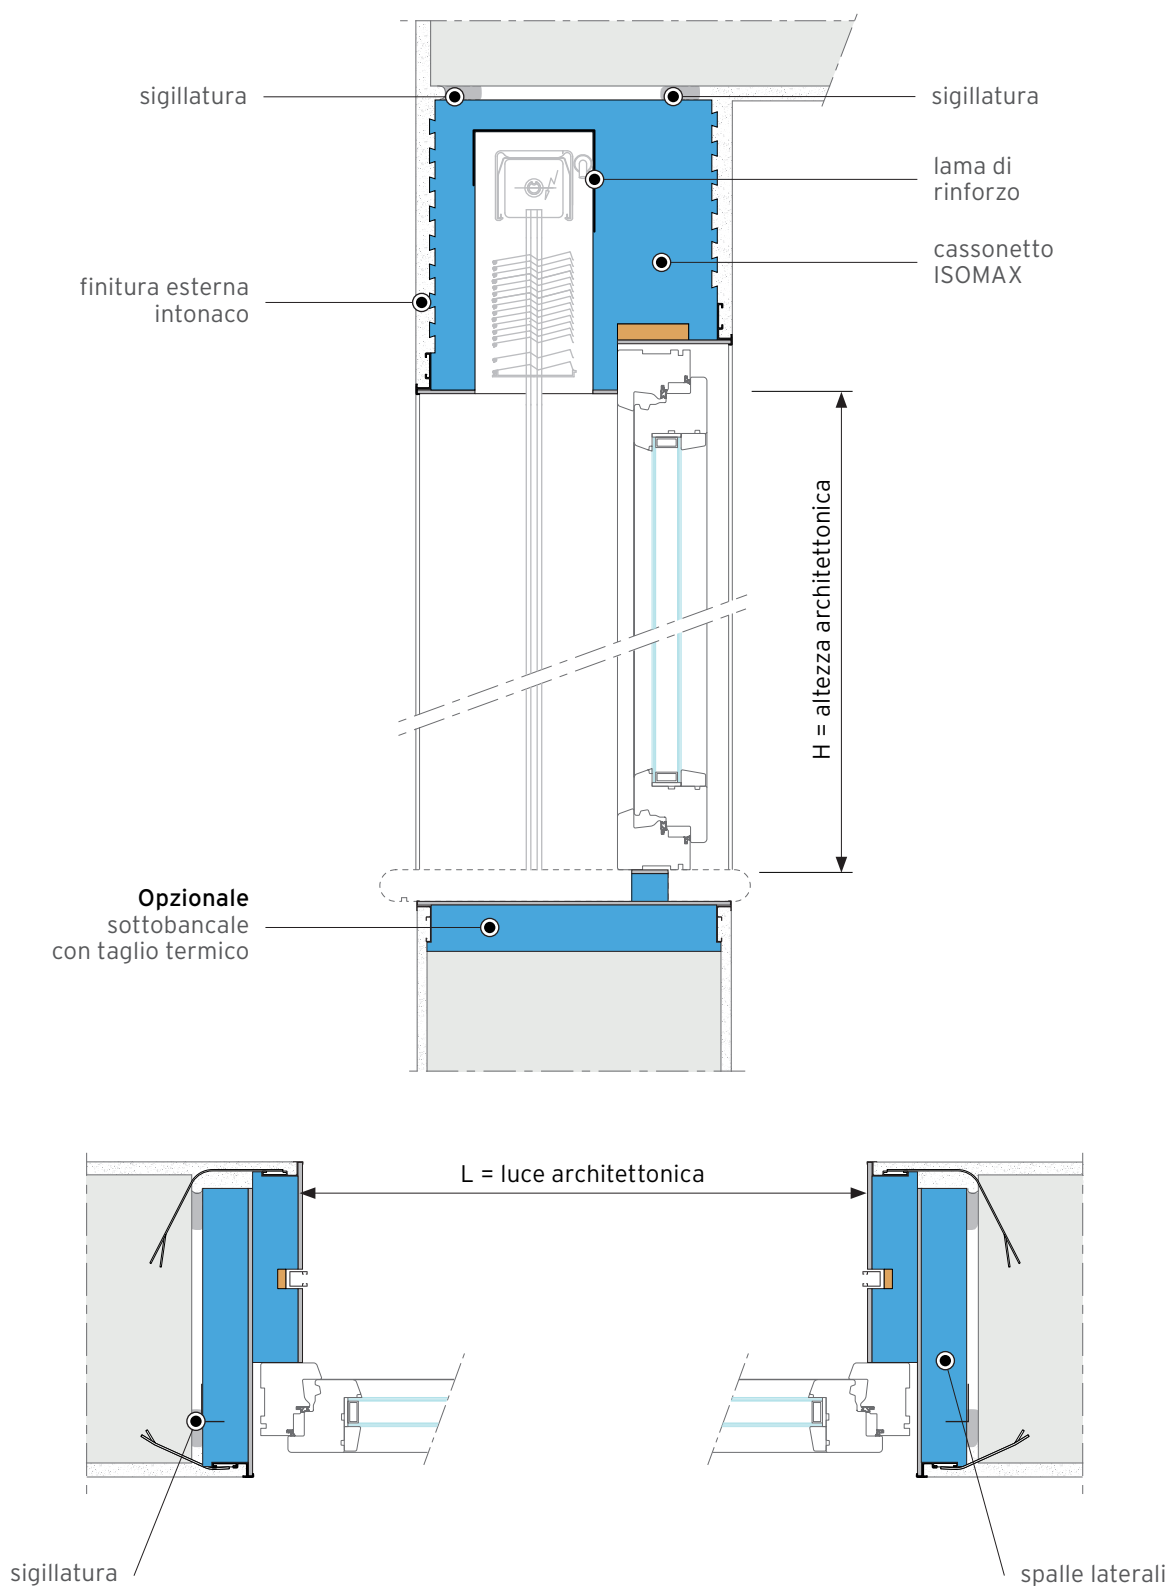 sigillatura
sigillatura
lama di
rinforzo
cassonetto
ISOMAX
finitura esterna
intonaco
H = altezza architettonica
Opzionale
sottobancale
con taglio termico
L = luce architettonica
sigillatura
spalle laterali